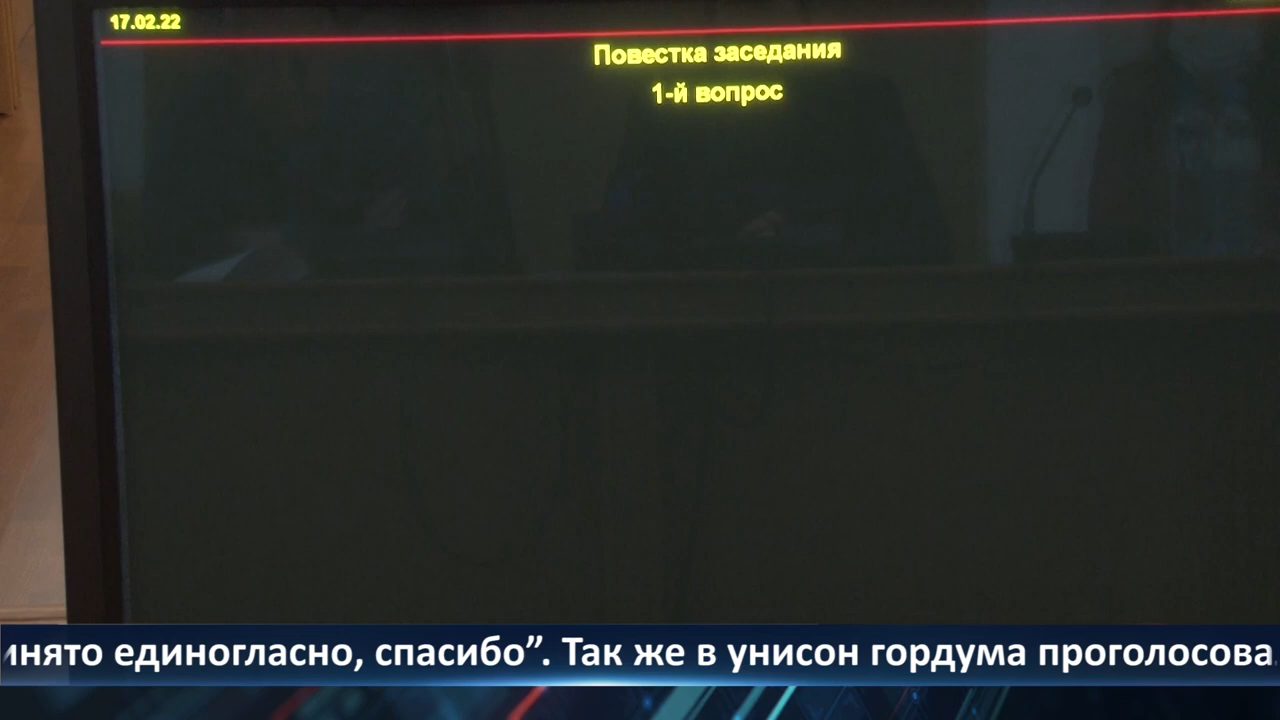 17.02.22
Повестка заседания
1-й вопрос
инято единогласно, спасибо”. Так же в унисон гордума проголосова